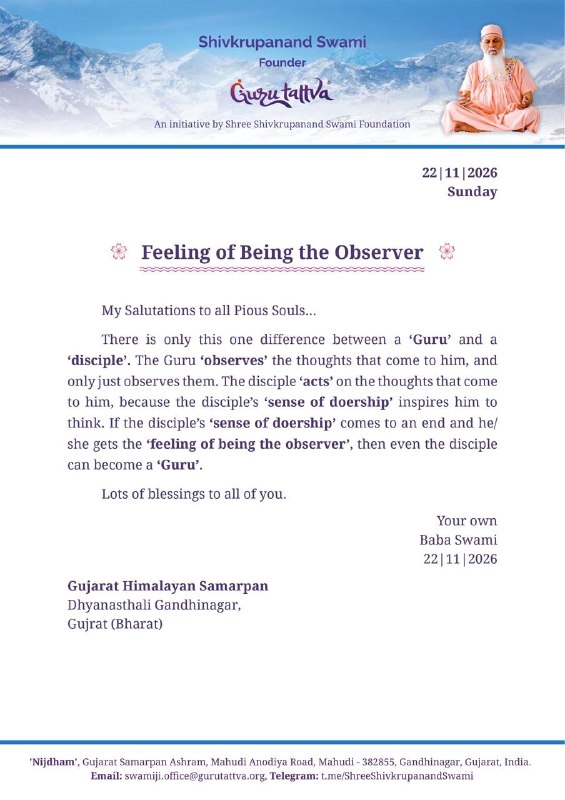 Shivkrupanand Swami
Founder
Gurutattva
An initiative by Shree Shivkrupanand Swami Foundation
22|11|2026
Sunday
Feeling of Being the Observer
My Salutations to all Pious Souls...
There is only this one difference between a ‘Guru’ and a
‘disciple’. The Guru ‘observes’ the thoughts that come to him, and
only just observes them. The disciple ‘acts’ on the thoughts that come
to him, because the disciple’s ‘sense of doership’ inspires him to
think. If the disciple’s ‘sense of doership’ comes to an end and he/
she gets the ‘feeling of being the observer’, then even the disciple
can become a ‘Guru’.
Lots of blessings to all of you.
Your own
Baba Swami
22|11|2026
Gujarat Himalayan Samarpan
Dhyanasthali Gandhinagar,
Gujrat (Bharat)
'Nijdham', Gujarat Samarpan Ashram, Mahudi Anodiya Road, Mahudi - 382855, Gandhinagar, Gujarat, India.
Email: swamiji.office@gurutattva.org, Telegram: t.me/ShreeShivkrupanandSwami